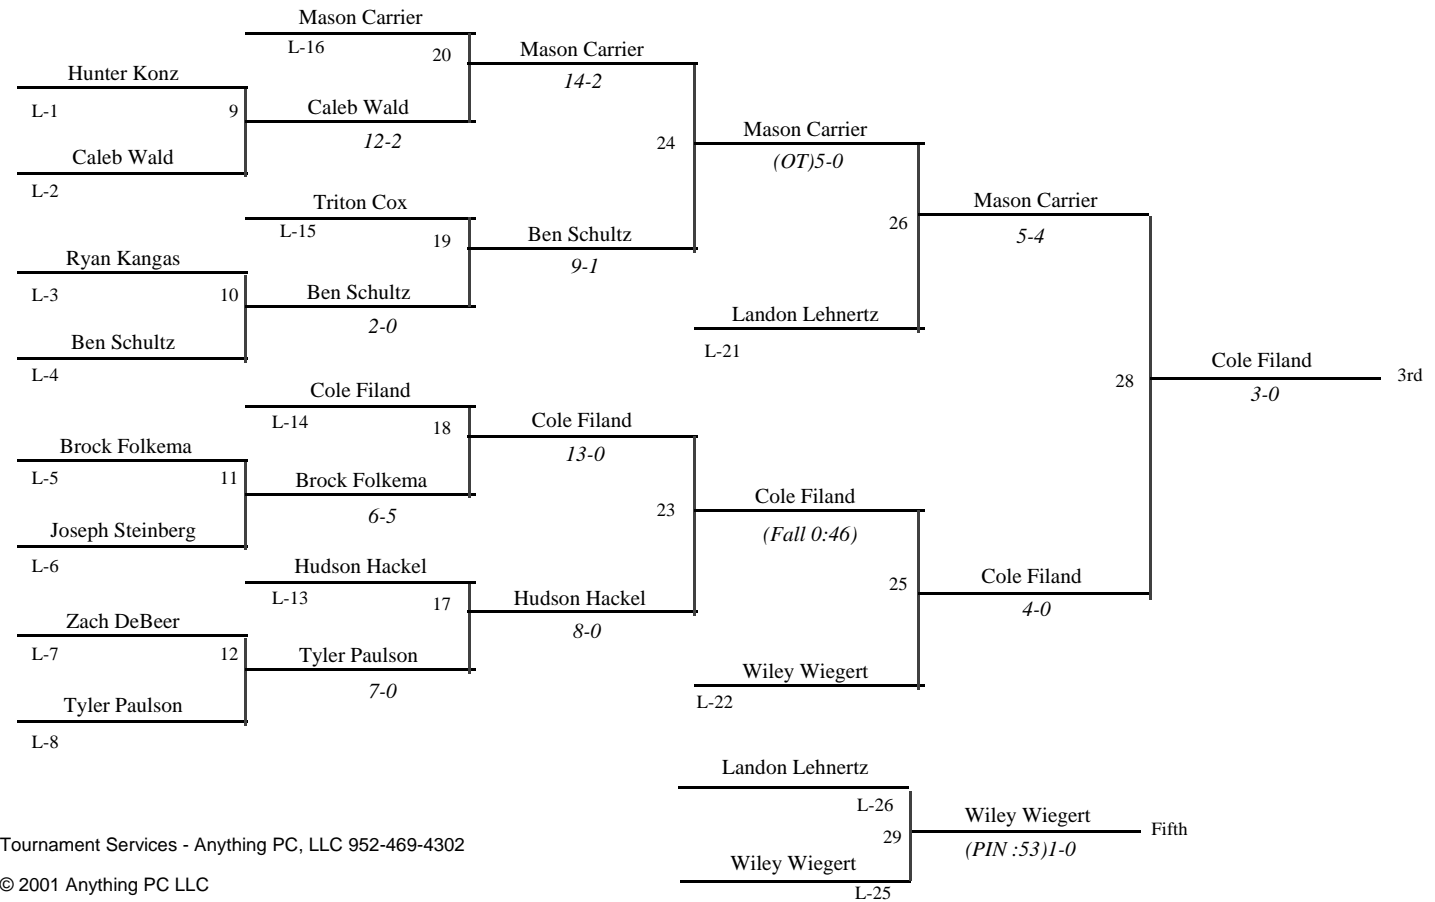 Mason Carrier
L-16
20
Mason Carrier
14-2
Hunter Konz
L-1
9
Caleb Wald
12-2
Caleb Wald
L-2
24
Mason Carrier
(OT)5-0
Triton Cox
L-15
19
Ben Schultz
9-1
26
Mason Carrier
5-4
Ryan Kangas
L-3
10
Ben Schultz
2-0
Ben Schultz
L-4
Landon Lehnertz
L-21
28
Cole Filand
3-0
3rd
Cole Filand
L-14
18
Cole Filand
13-0
Brock Folkema
L-5
11
Brock Folkema
6-5
Joseph Steinberg
L-6
23
Cole Filand
(Fall 0:46)
Hudson Hackel
L-13
17
Hudson Hackel
8-0
25
Cole Filand
4-0
Zach DeBeer
L-7
12
Tyler Paulson
7-0
Tyler Paulson
L-8
Wiley Wiegert
L-22
Landon Lehnertz
L-26
29
Wiley Wiegert
(PIN :53)1-0
Fifth
Wiley Wiegert
L-25
Tournament Services - Anything PC, LLC 952-469-4302
© 2001 Anything PC LLC